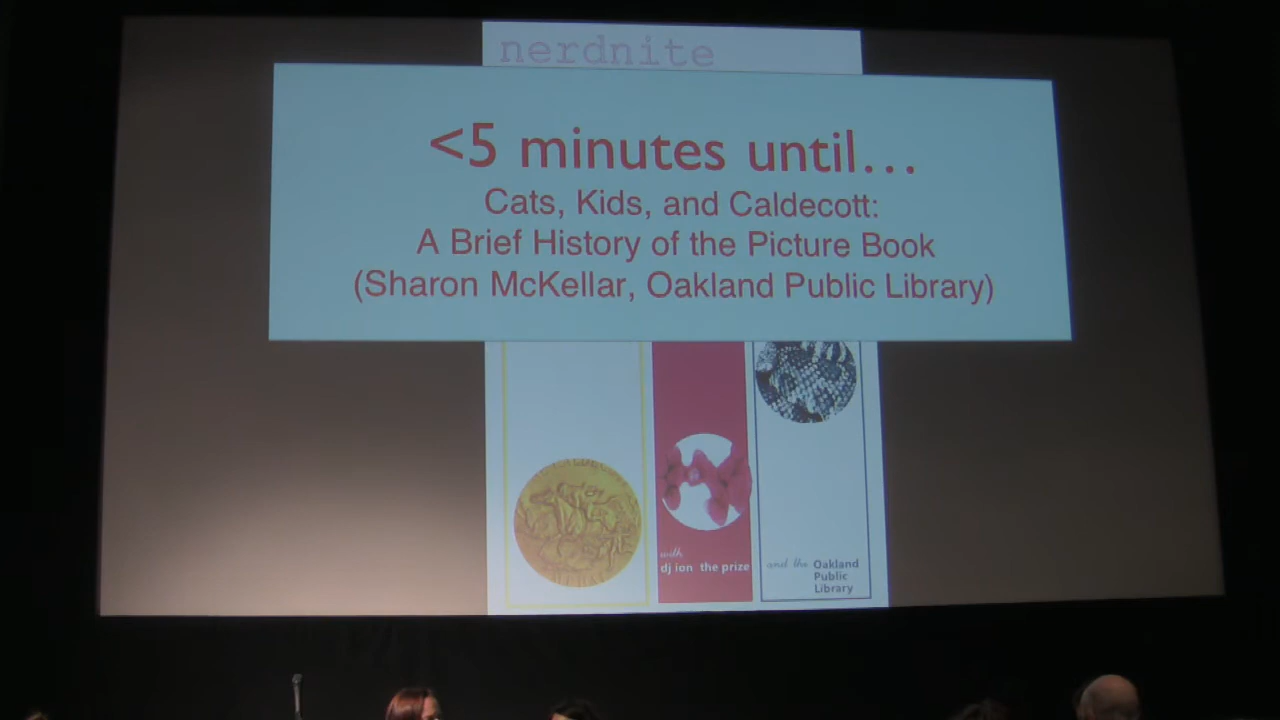 nerdnite
<5 minutes until...
Cats, Kids, and Caldecott:
A Brief History of the Picture Book
(Sharon McKellar, Oakland Public Library)
with
dj ion the prize
and the Oakland
Public
Library